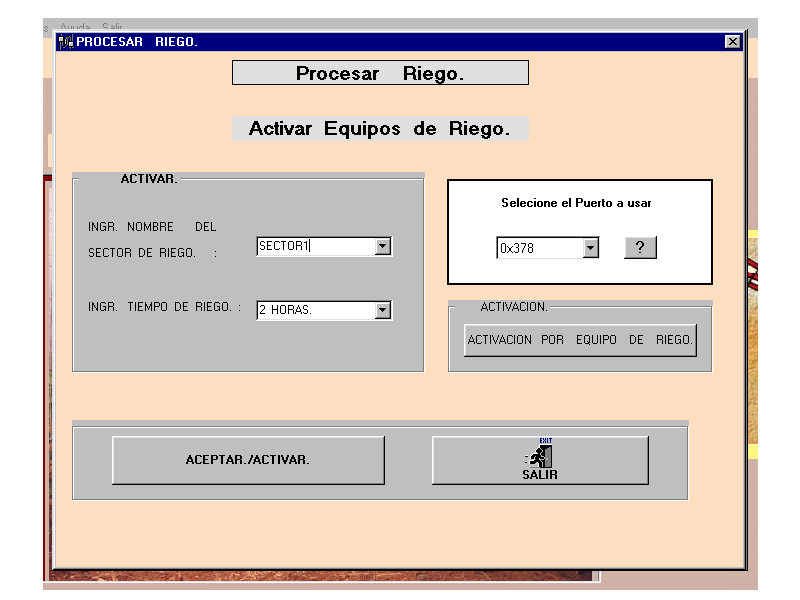 s Ayuda Salir
PROCESAR RIEGO.
Procesar Riego.
Activar Equipos de Riego.
ACTIVAR.
INGR. NOMBRE DEL
SECTOR DE RIEGO. :
SECTOR1
INGR. TIEMPO DE RIEGO. :
2 HORAS.
Selecione el Puerto a usar
0x378
?
ACTIVACION.
ACTIVACION POR EQUIPO DE RIEGO.
ACEPTAR./ACTIVAR.
EXIT
SALIR